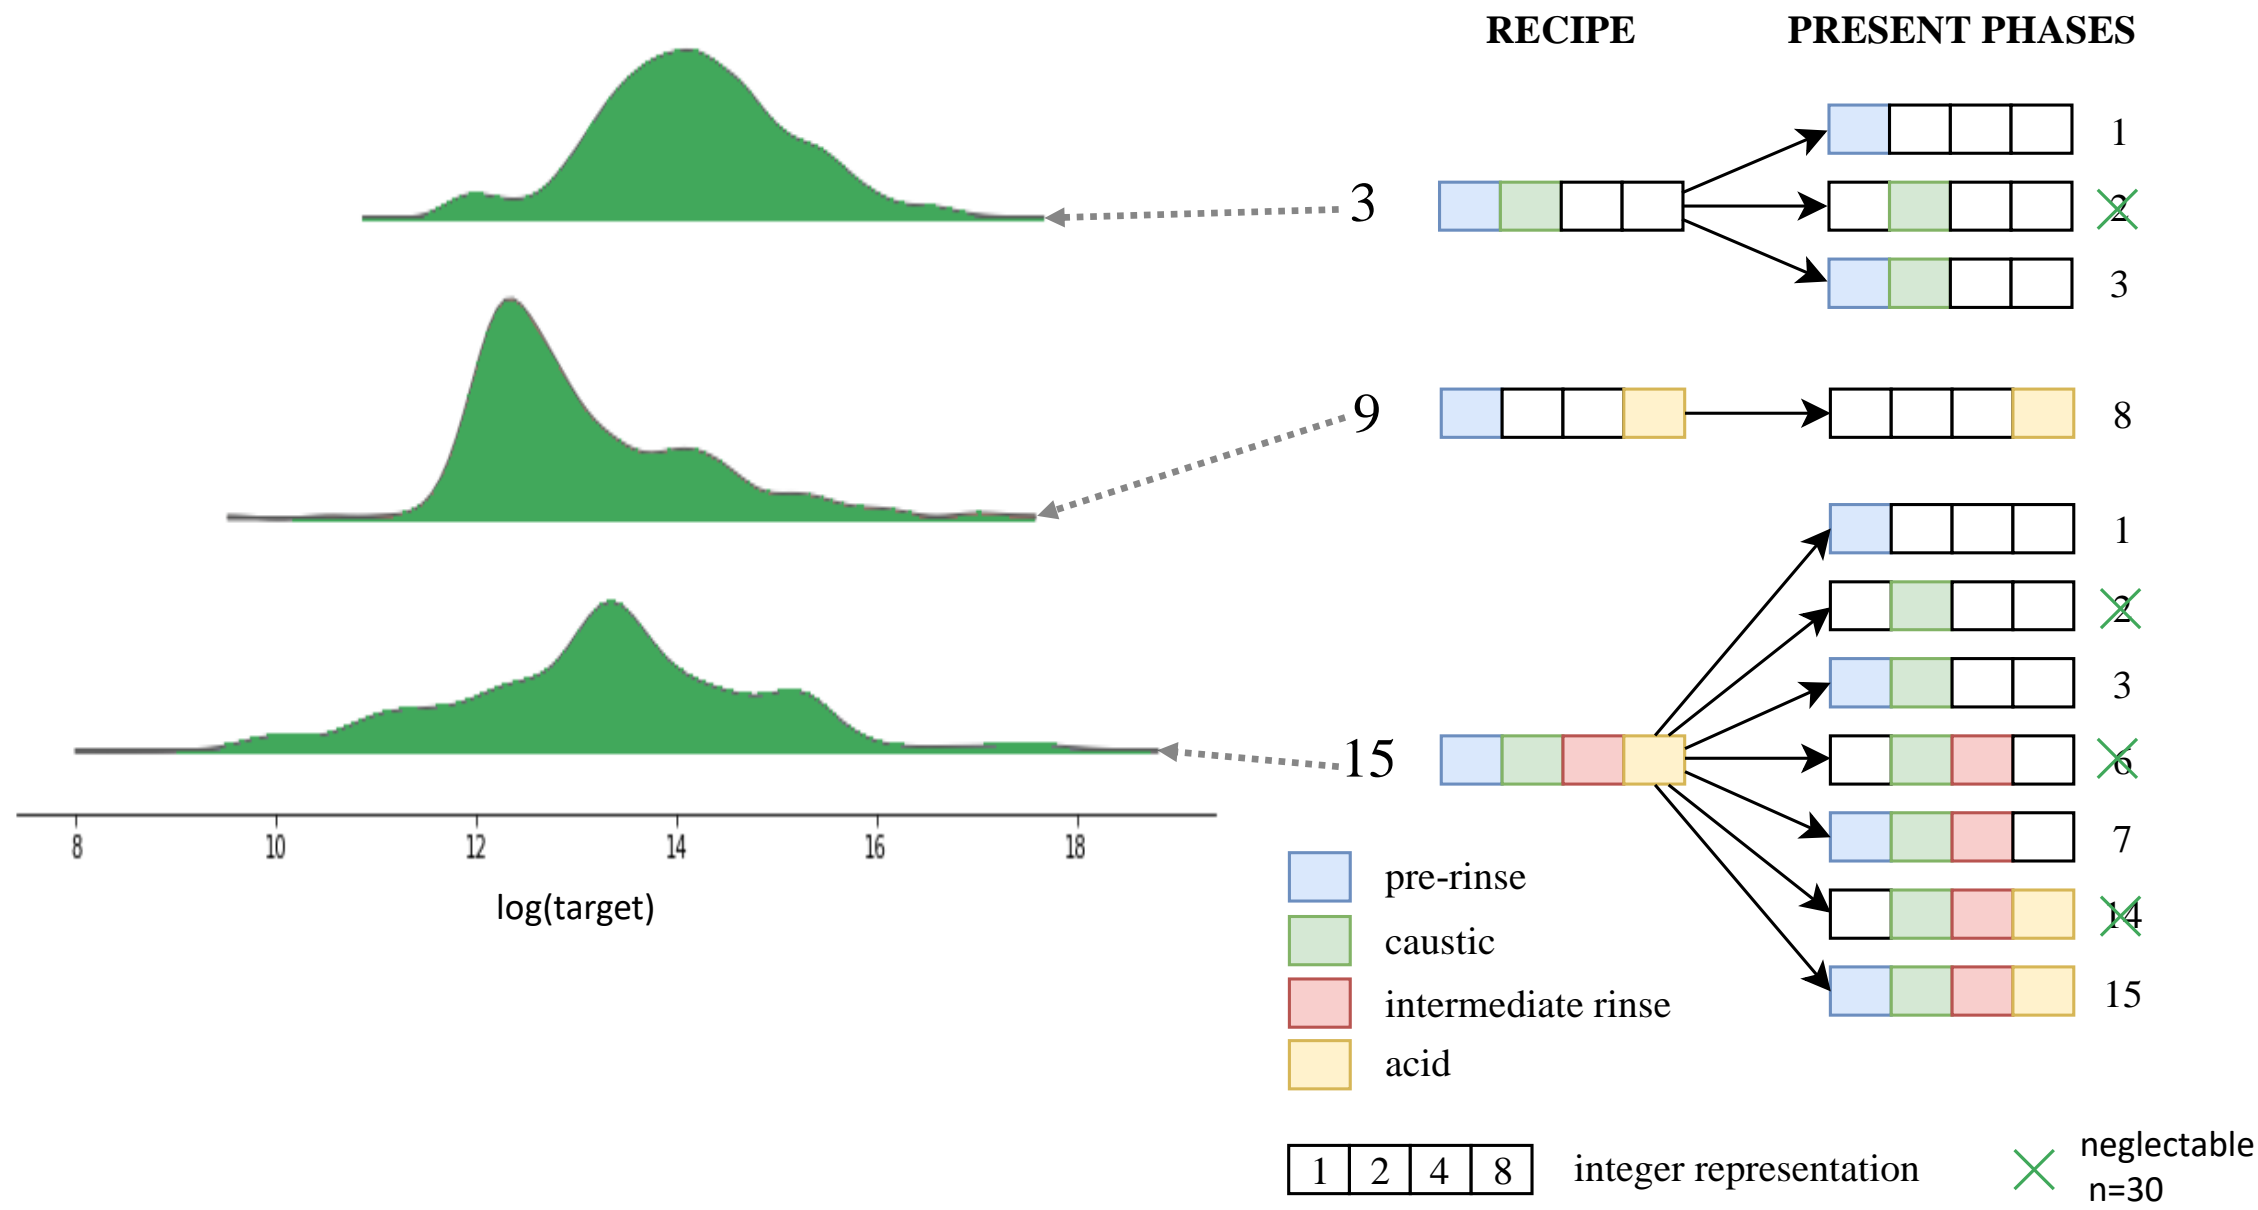 RECIPE PRESENT PHASES
1
3 2
3
9 8
1
2
3
15 6
7
14
15
8 10 12 14 16 18
log(target)
pre-rinse
caustic
intermediate rinse
acid
1 2 4 8 integer representation
neglectable
n=30